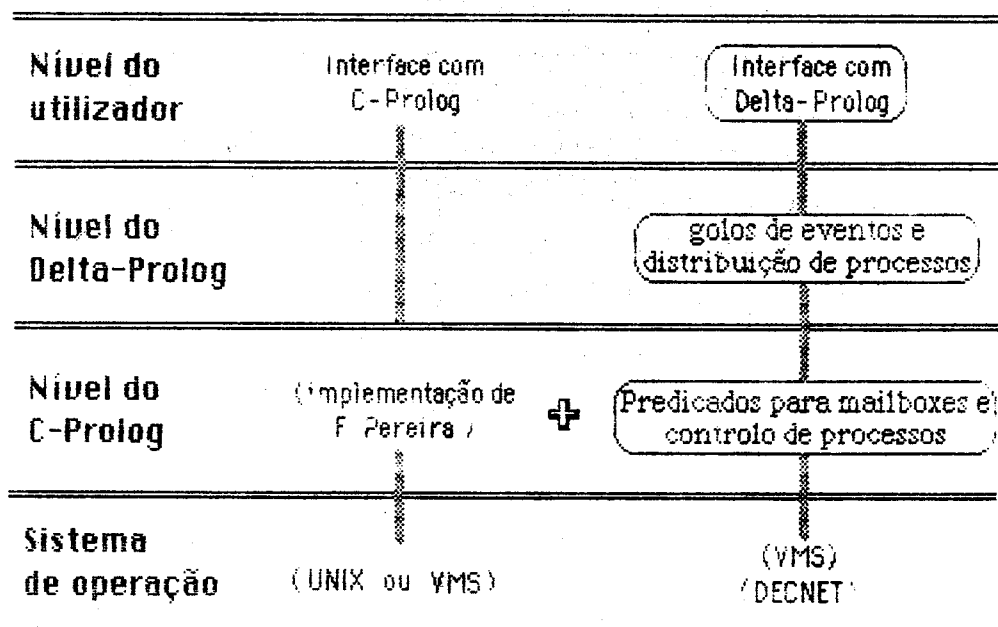 Nível do
utilizador
Interface com
C-Prolog
Interface com
Delta-Prolog
Nível do
Delta-Prolog
golos de eventos e
distribuição de processos
Nível do
C-Prolog
(implementação de
F. Pereira)
+
Predicados para mailboxes e
controlo de processos
Sistema
de operação
(UNIX ou VMS)
(VMS)
(DECNET)